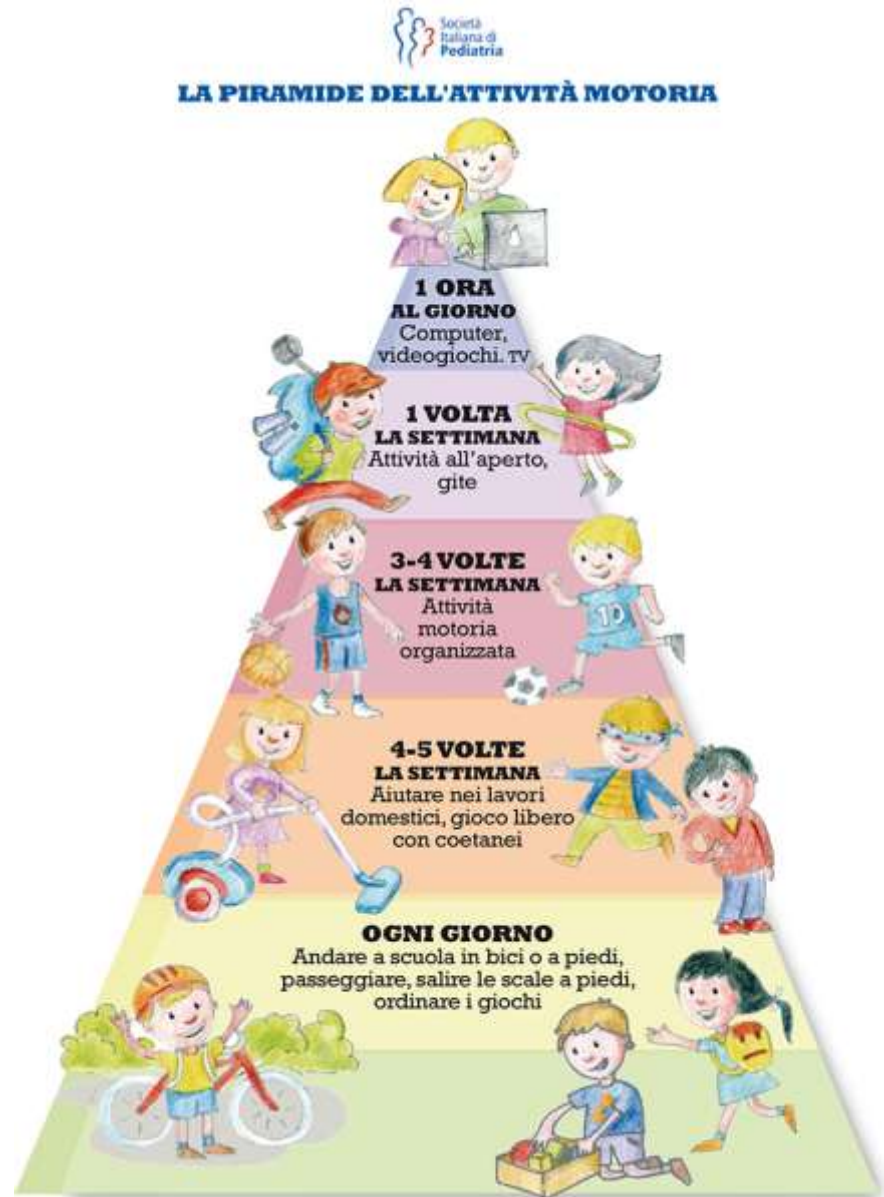 Società
Italiana di
Pediatria
LA PIRAMIDE DELL'ATTIVITÀ MOTORIA
1 ORA
AL GIORNO
Computer,
videogiochi. TV
1 VOLTA
LA SETTIMANA
Attività all'aperto,
gite
3-4 VOLTE
LA SETTIMANA
Attività
motoria
organizzata
10
4-5 VOLTE
LA SETTIMANA
Aiutare nei lavori
domestici, gioco libero
con coetanei
OGNI GIORNO
Andare a scuola in bici o a piedi,
passeggiare, salire le scale a piedi,
ordinare i giochi